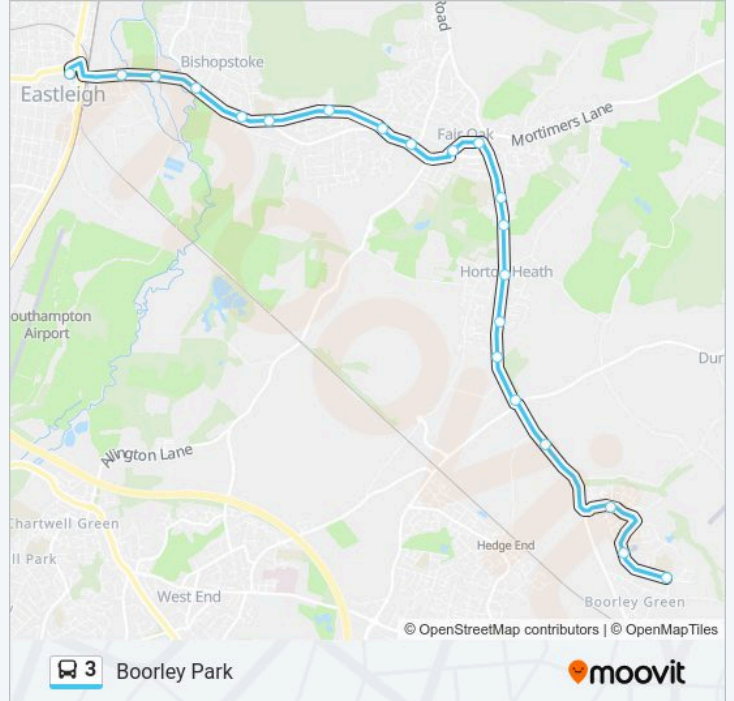 Road
Bishopstoke
Eastleigh
Fair Oak
Mortimers Lane
Horton Heath
outhampton
Airport
Dur
Allington Lane
Chartwell Green
ll Park
Hedge End
West End
Boorley Green
© OpenStreetMap contributors | © OpenMapTiles
3 Boorley Park
moovit